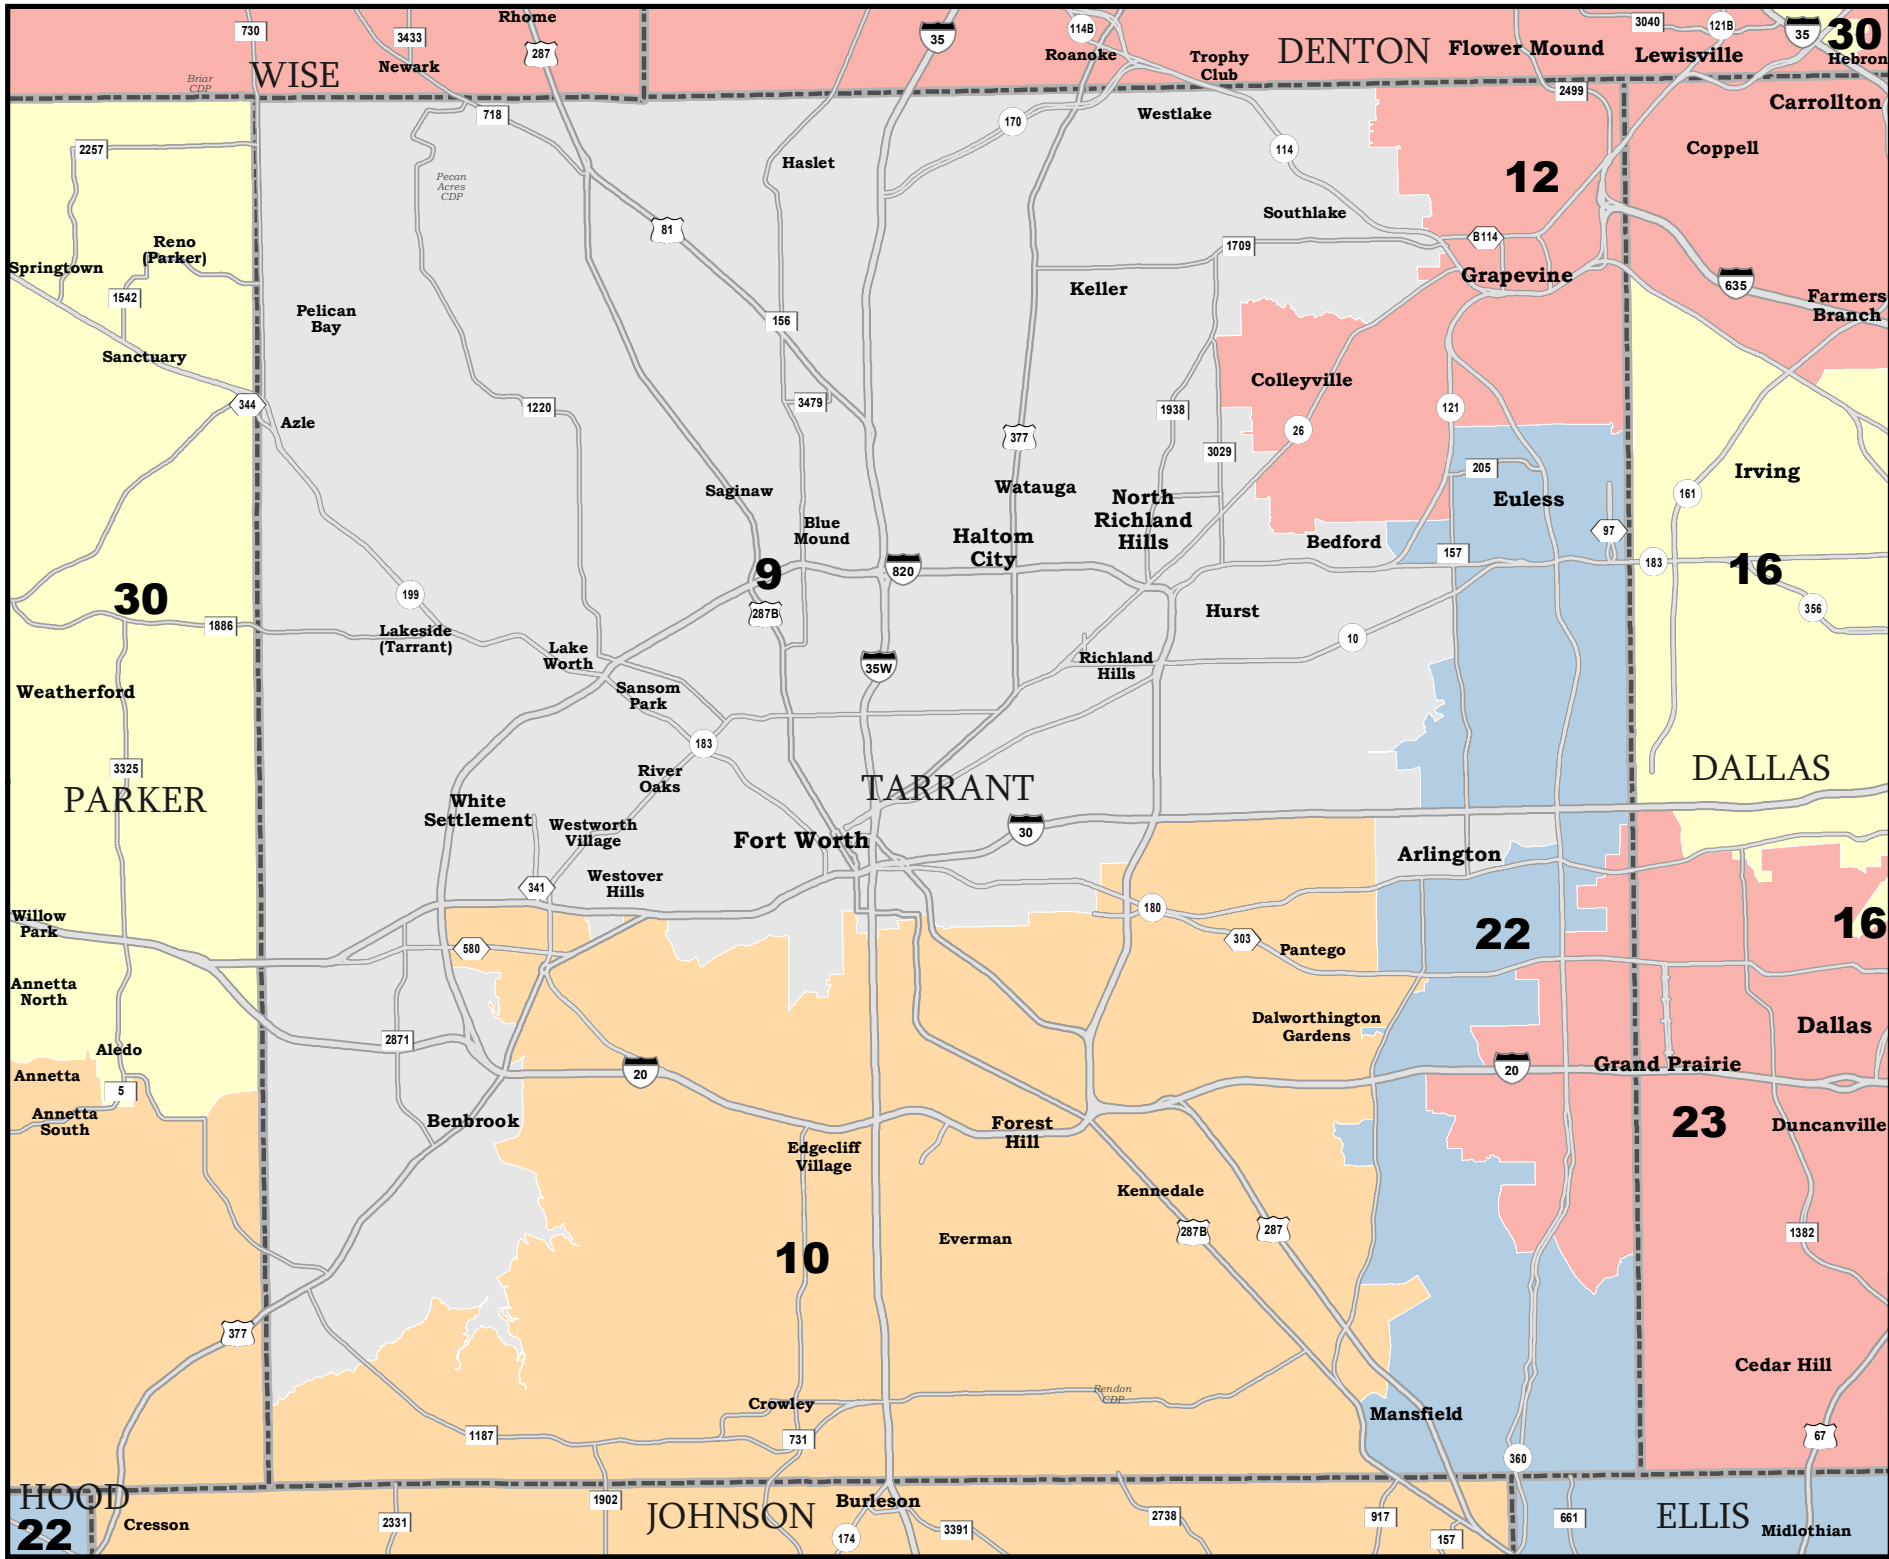 Rhome
730
3433
287
35
114B
3040
121B
35
30
Roanoke
Trophy
Club
DENTON
Flower Mound
Lewisville
Hebron
Newark
WISE
Briar
CDP
2499
Carrollton
718
170
Westlake
114
Coppell
2257
Haslet
12
Pecan
Acres
CDP
Southlake
81
B114
1709
Reno
(Parker)
Springtown
Grapevine
635
1542
Keller
Farmers
Branch
Pelican
Bay
156
Sanctuary
Colleyville
344
Azle
1220
3479
1938
121
26
377
3029
205
Irving
Saginaw
Watauga
North
Richland
Hills
Euless
161
Blue
Mound
Haltom
City
97
Bedford
157
183
16
9
820
30
199
287B
Hurst
356
1886
Lakeside
(Tarrant)
10
Lake
Worth
35W
Richland
Hills
Weatherford
Sansom
Park
183
3325
River
Oaks
TARRANT
DALLAS
PARKER
White
Settlement
Westworth
Village
Fort Worth
30
Arlington
341
Westover
Hills
180
Willow
Park
22
16
580
303
Pantego
Annetta
North
Dalworthington
Gardens
Dallas
2871
Aledo
Annetta
5
20
20
Grand Prairie
Annetta
South
Benbrook
Forest
Hill
23
Duncanville
Edgecliff
Village
Kennedale
10
Everman
287B
287
1382
377
Cedar Hill
Rendon
CDP
Crowley
Mansfield
1187
731
67
360
HOOD
22
Cresson
2331
1902
JOHNSON
Burleson
174
3391
2738
917
157
661
ELLIS
Midlothian